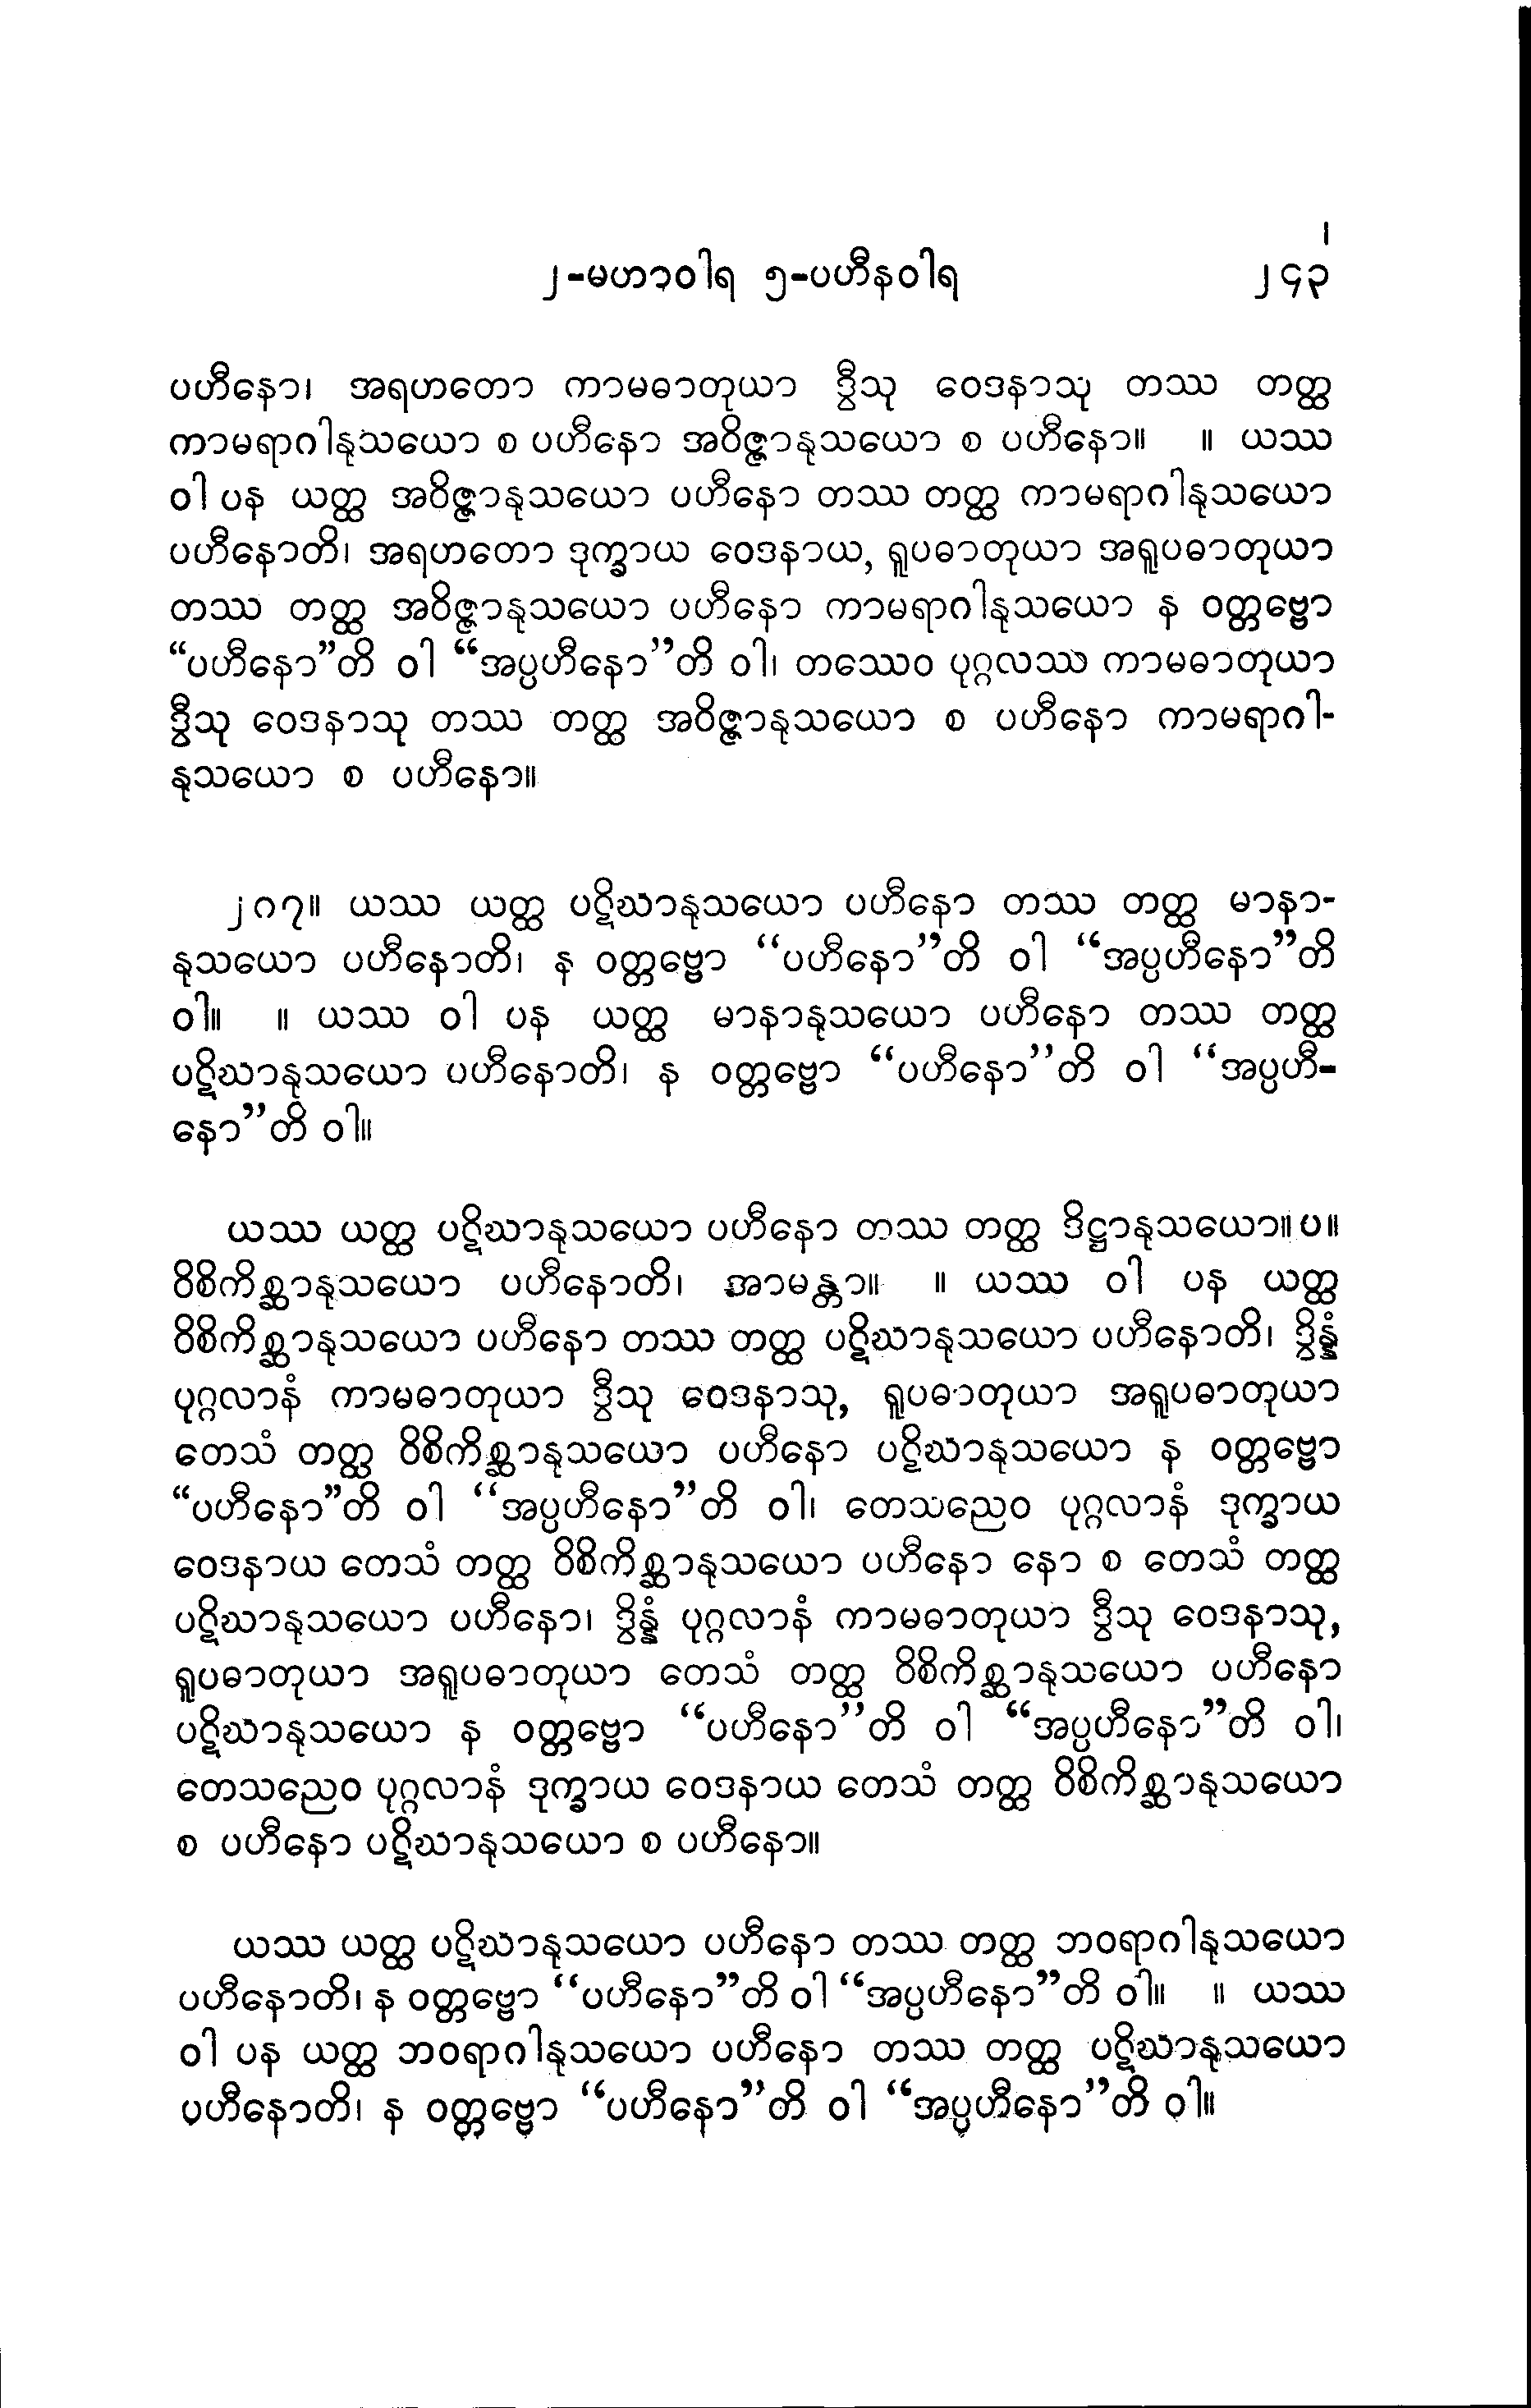 ၂-မဟာဝါရ ၅-ပဟီနဝါရ ၂၄၃
ပဟီနော၊ အရဟတော ကာမဓာတုယာ ဒွီသု ဝေဒနာသု တဿ တတ္ထ
ကာမရာဂါနုသယော စ ပဟီနော အဝိဇ္ဇာနုသယော စ ပဟီနော။ ။ ယဿ
ဝါ ပန ယတ္ထ အဝိဇ္ဇာနုသယော ပဟီနော တဿ တတ္ထ ကာမရာဂါနုသယော
ပဟီနောတိ၊ အရဟတော ဒုက္ခာယ ဝေဒနာယ, ရူပဓာတုယာ အရူပဓာတုယာ
တဿ တတ္ထ အဝိဇ္ဇာနုသယော ပဟီနော ကာမရာဂါနုသယော န ဝတ္တဗ္ဗော
“ပဟီနော”တိ ဝါ “အပ္ပဟီနော”တိ ဝါ၊ တဿေဝ ပုဂ္ဂလဿ ကာမဓာတုယာ
ဒွီသု ဝေဒနာသု တဿ တတ္ထ အဝိဇ္ဇာနုသယော စ ပဟီနော ကာမရာဂါ-
နုသယော စ ပဟီနော။
၂၀၇။ ယဿ ယတ္ထ ပဋိဃာနုသယော ပဟီနော တဿ တတ္ထ မာနာ-
နုသယော ပဟီနောတိ၊ န ဝတ္တဗ္ဗော “ပဟီနော”တိ ဝါ “အပ္ပဟီနော”တိ
ဝါ။ ။ ယဿ ဝါ ပန ယတ္ထ မာနာနုသယော ပဟီနော တဿ တတ္ထ
ပဋိဃာနုသယော ပဟီနောတိ၊ န ဝတ္တဗ္ဗော “ပဟီနော”တိ ဝါ “အပ္ပဟီ-
နော”တိ ဝါ။
ယဿ ယတ္ထ ပဋိဃာနုသယော ပဟီနော တဿ တတ္ထ ဒိဋ္ဌာနုသယော။ပ။
ဝိစိကိစ္ဆာနုသယော ပဟီနောတိ၊ အာမန္တာ။ ။ ယဿ ဝါ ပန ယတ္ထ
ဝိစိကိစ္ဆာနုသယော ပဟီနော တဿ တတ္ထ ပဋိဃာနုသယော ပဟီနောတိ၊ ဒွိန္နံ
ပုဂ္ဂလာနံ ကာမဓာတုယာ ဒွီသု ဝေဒနာသု, ရူပဓာတုယာ အရူပဓာတုယာ
တေသံ တတ္ထ ဝိစိကိစ္ဆာနုသယော ပဟီနော ပဋိဃာနုသယော န ဝတ္တဗ္ဗော
“ပဟီနော”တိ ဝါ “အပ္ပဟီနော”တိ ဝါ၊ တေသညေဝ ပုဂ္ဂလာနံ ဒုက္ခာယ
ဝေဒနာယ တေသံ တတ္ထ ဝိစိကိစ္ဆာနုသယော ပဟီနော နော စ တေသံ တတ္ထ
ပဋိဃာနုသယော ပဟီနော၊ ဒွိန္နံ ပုဂ္ဂလာနံ ကာမဓာတုယာ ဒွီသု ဝေဒနာသု,
ရူပဓာတုယာ အရူပဓာတုယာ တေသံ တတ္ထ ဝိစိကိစ္ဆာနုသယော ပဟီနော
ပဋိဃာနုသယော န ဝတ္တဗ္ဗော “ပဟီနော”တိ ဝါ “အပ္ပဟီနော”တိ ဝါ၊
တေသညေဝ ပုဂ္ဂလာနံ ဒုက္ခာယ ဝေဒနာယ တေသံ တတ္ထ ဝိစိကိစ္ဆာနုသယော
စ ပဟီနော ပဋိဃာနုသယော စ ပဟီနော။
ယဿ ယတ္ထ ပဋိဃာနုသယော ပဟီနော တဿ တတ္ထ ဘဝရာဂါနုသယော
ပဟီနောတိ၊ န ဝတ္တဗ္ဗော “ပဟီနော”တိ ဝါ “အပ္ပဟီနော”တိ ဝါ။ ။ ယဿ
ဝါ ပန ယတ္ထ ဘဝရာဂါနုသယော ပဟီနော တဿ တတ္ထ ပဋိဃာနုသယော
ပဟီနောတိ၊ န ဝတ္တဗ္ဗော “ပဟီနော”တိ ဝါ “အပ္ပဟီနော”တိ ဝါ။